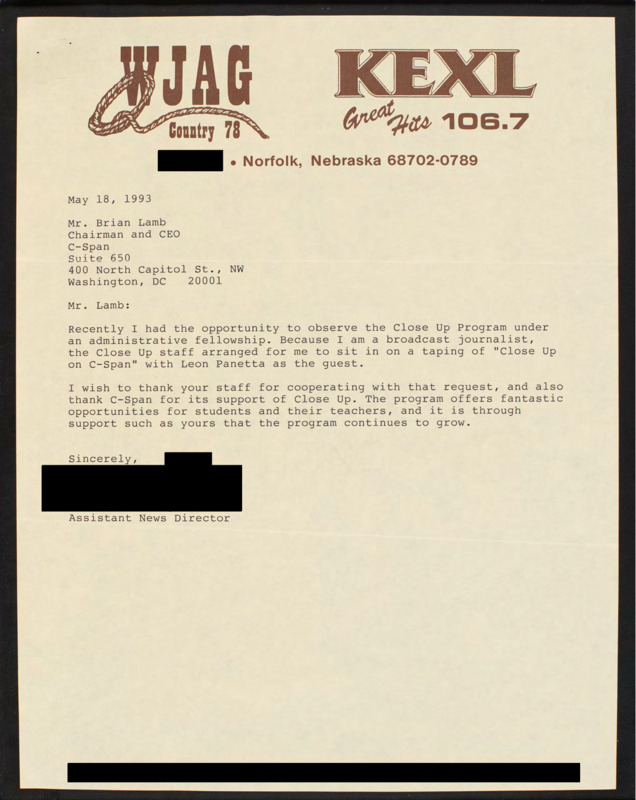 WJAG
Country 78
KEXL
Great Hits 106.7
• Norfolk, Nebraska 68702-0789
May 18, 1993
Mr. Brian Lamb
Chairman and CEO
C-Span
Suite 650
400 North Capitol St., NW
Washington, DC 20001
Mr. Lamb:
Recently I had the opportunity to observe the Close Up Program under
an administrative fellowship. Because I am a broadcast journalist,
the Close Up staff arranged for me to sit in on a taping of "Close Up
on C-Span" with Leon Panetta as the guest.
I wish to thank your staff for cooperating with that request, and also
thank C-Span for its support of Close Up. The program offers fantastic
opportunities for students and their teachers, and it is through
support such as yours that the program continues to grow.
Sincerely,
Assistant News Director